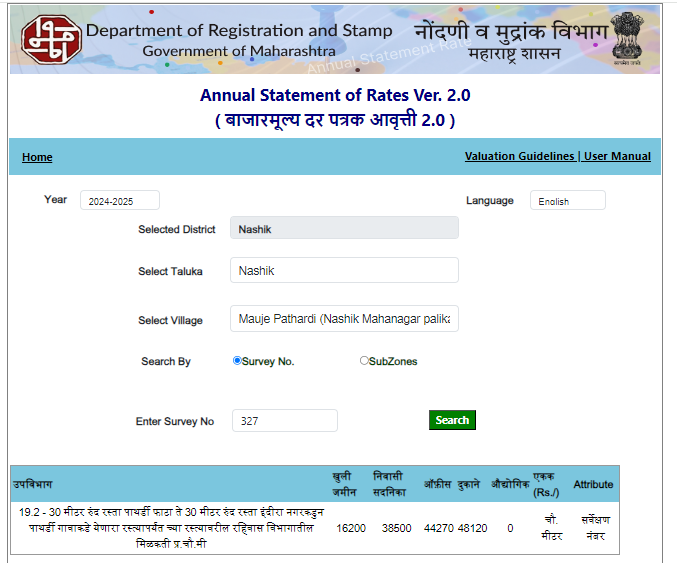 Department of Registration and Stamp
Government of Maharashtra
नोंदणी व मुद्रांक विभाग
महाराष्ट्र शासन
Annual Statement Rate
Annual Statement of Rates Ver. 2.0
( बाजारमूल्य दर पत्रक आवृत्ती 2.0 )
Home
Valuation Guidelines | User Manual
Year 2024-2025 Language English
Selected District Nashik
Select Taluka Nashik
Select Village Mauje Pathardi (Nashik Mahanagar palika
Search By Survey No. SubZones
Enter Survey No 327 Search
उपविभाग खुली जमीन निवासी सदनिका ऑफ़ीस दुकाने औद्योगिक एकक (Rs./) Attribute
19.2 - 30 मीटर रुंद रस्ता पाथर्डी फाटा ते 30 मीटर रुंद रस्ता इंदीरा नगरकडुन
पाथर्डी गावाकडे येणारा रस्त्यापर्यंत च्या रस्त्यावरील रहिवास विभागातील
मिळकती प्र.चौ.मी
16200 38500 44270 48120 0 चौ. मीटर सर्वेक्षण नंबर